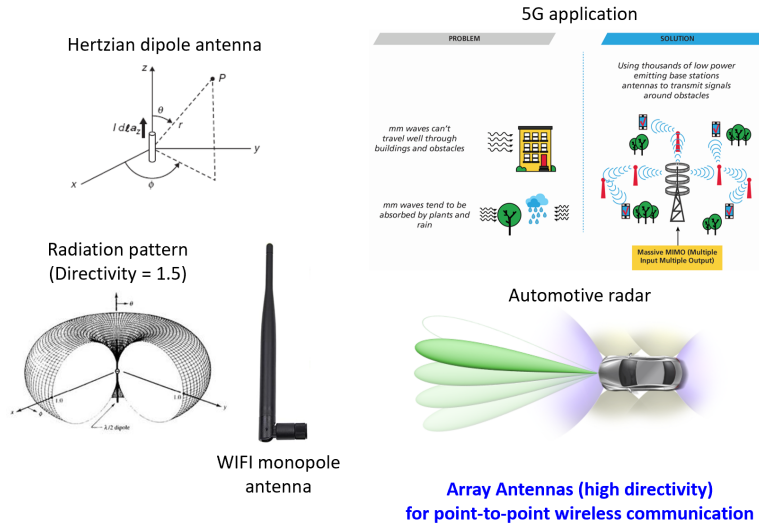 Hertzian dipole antenna
z
P
θ
r
I dℓa_z
y
x
ϕ
Radiation pattern
(Directivity = 1.5)
θ
x
ϕ
y
1.0
1.0
λ/2 dipole
WIFI monopole
antenna
5G application
PROBLEM
SOLUTION
Using thousands of low power
emitting base stations
antennas to transmit signals
around obstacles
mm waves can't
travel well through
buildings and obstacles
mm waves tend to be
absorbed by plants and
rain
Massive MIMO (Multiple
Input Multiple Output)
Automotive radar
Array Antennas (high directivity)
for point-to-point wireless communication